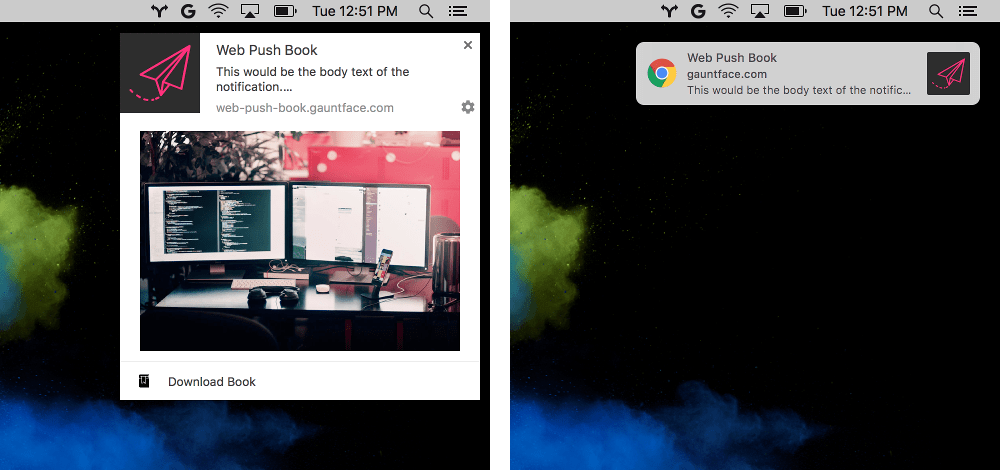 Tue 12:51 PM
Web Push Book
This would be the body text of the
notification....
web-push-book.gauntface.com
Download Book
Tue 12:51 PM
Web Push Book
gauntface.com
This would be the body text of the notific...